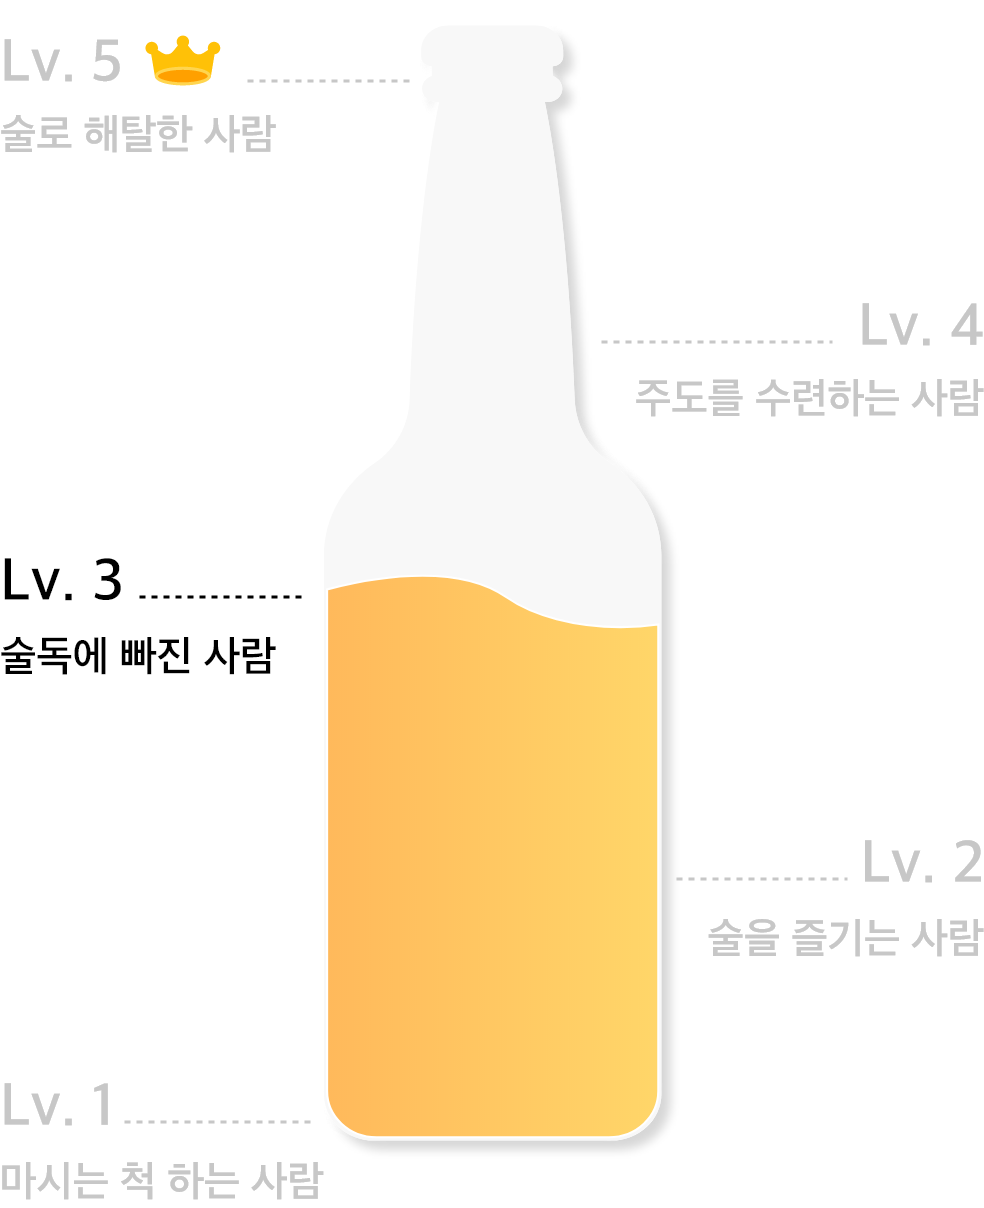 Lv. 5
술로 해탈한 사람
Lv. 4
주도를 수련하는 사람
Lv. 3
술독에 빠진 사람
Lv. 2
술을 즐기는 사람
Lv. 1
마시는 척 하는 사람